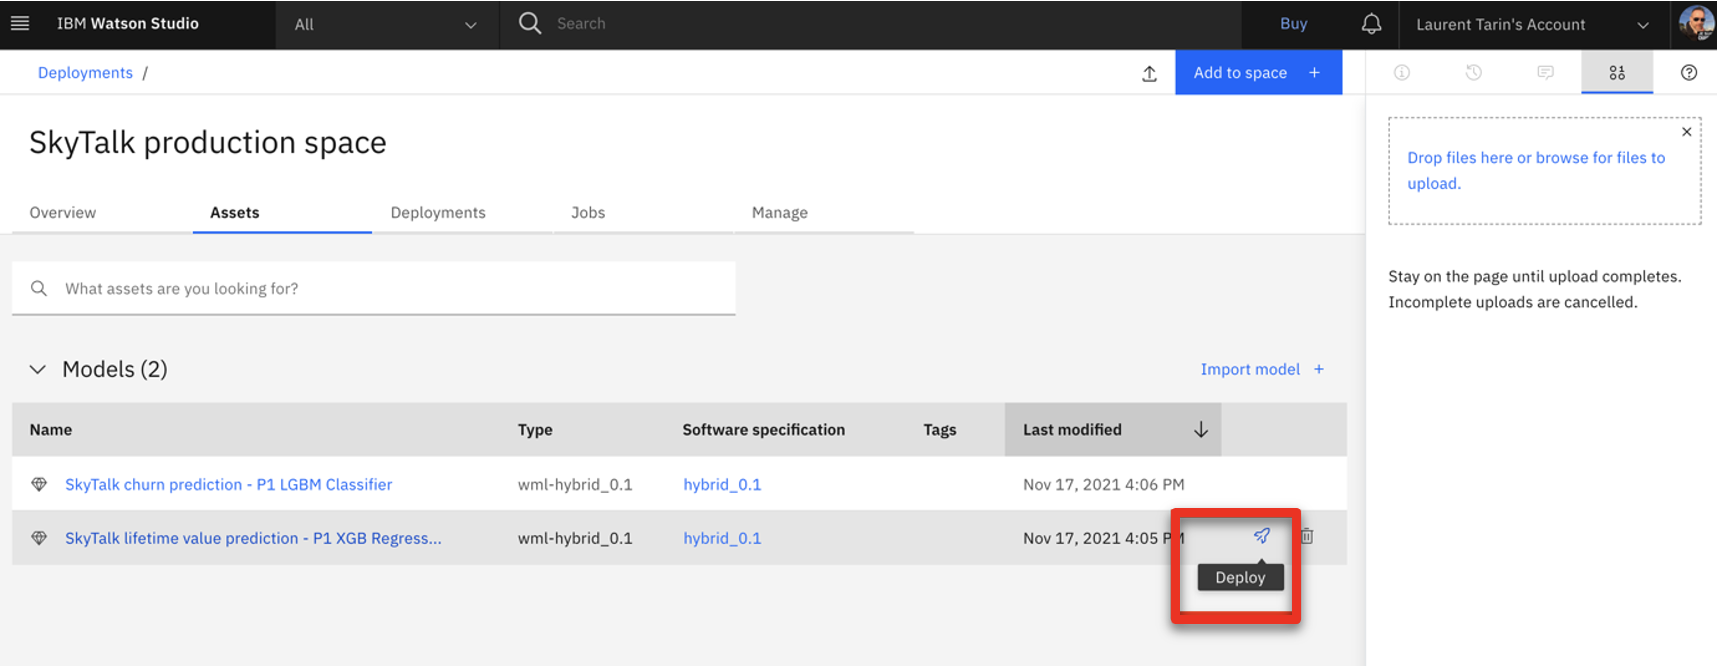 IBM Watson Studio
All
Search
Buy
Laurent Tarin's Account
Deployments /
Add to space +
SkyTalk production space
Overview
Assets
Deployments
Jobs
Manage
Drop files here or browse for files to
upload.
Stay on the page until upload completes.
Incomplete uploads are cancelled.
What assets are you looking for?
Models (2)
Import model +
Name Type Software specification Tags Last modified
SkyTalk churn prediction - P1 LGBM Classifier wml-hybrid_0.1 hybrid_0.1 Nov 17, 2021 4:06 PM
SkyTalk lifetime value prediction - P1 XGB Regress... wml-hybrid_0.1 hybrid_0.1 Nov 17, 2021 4:05 PM
Deploy